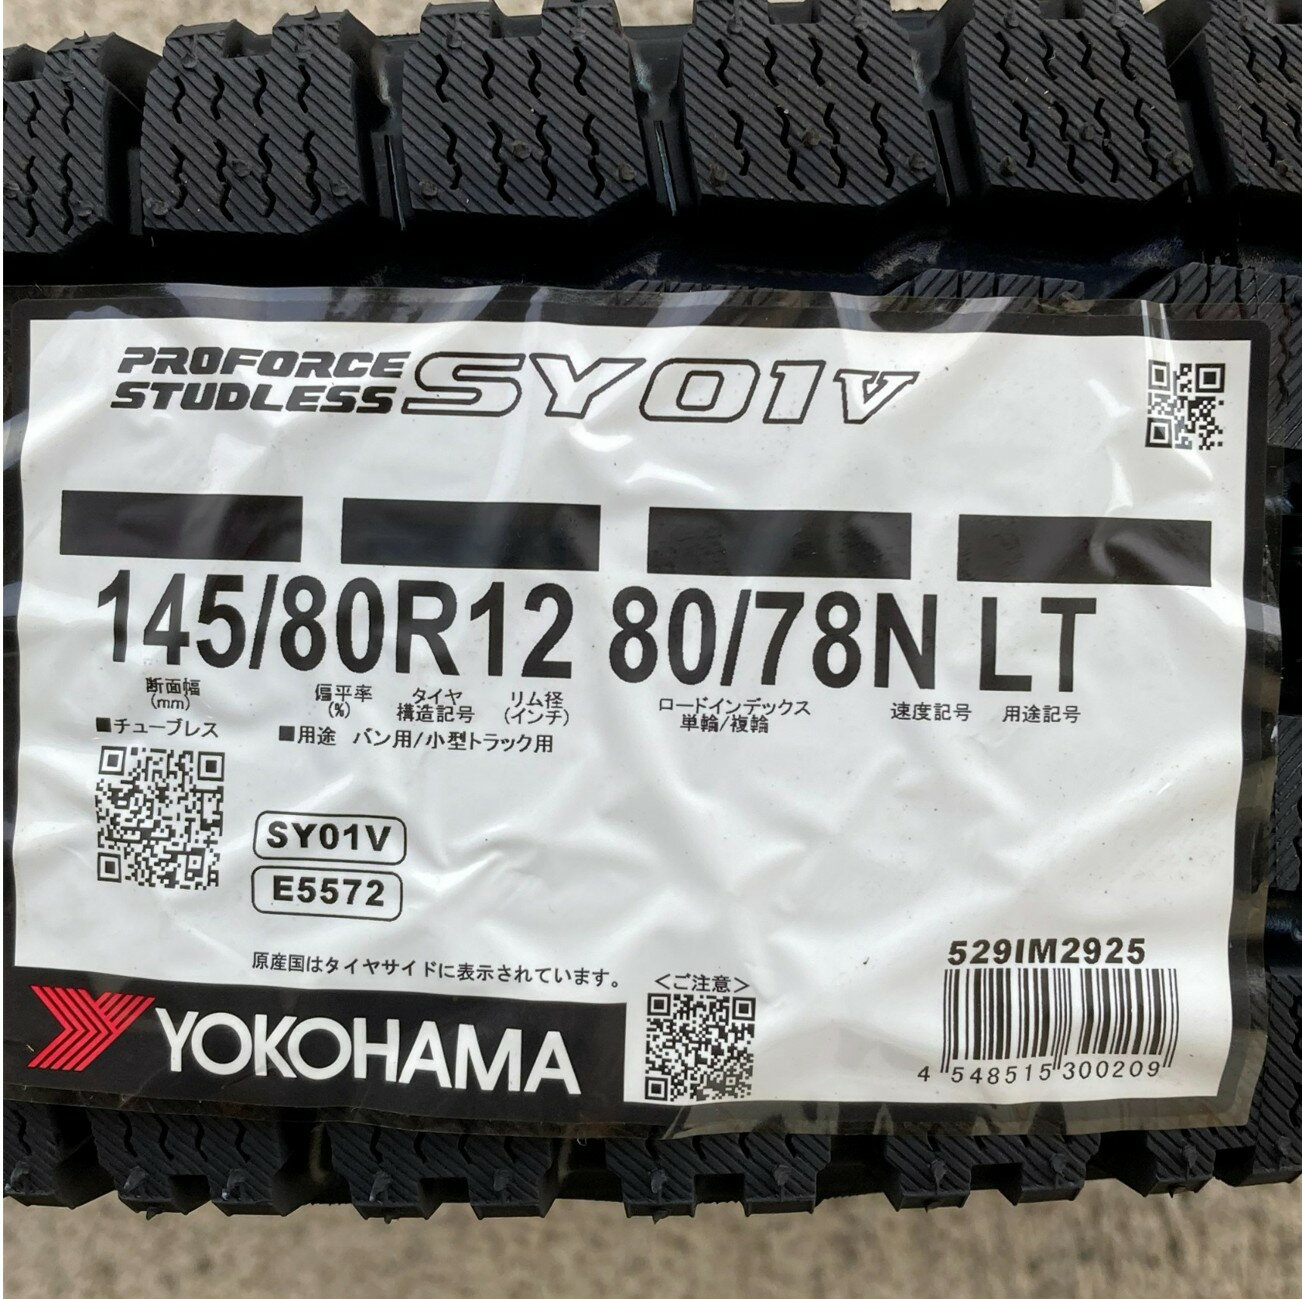 PROFORCE
STUDLESS SY01V
145/80R12 80/78N LT
断面幅 (mm) 偏平率 (%) タイヤ構造記号 リム径 (インチ) ロードインデックス 単輪/複輪 速度記号 用途記号
■チューブレス ■用途 バン用/小型トラック用
SY01V
E5572
原産国はタイヤサイドに表示されています。
YOKOHAMA
<ご注意>
529IM2925
4 548515 300209